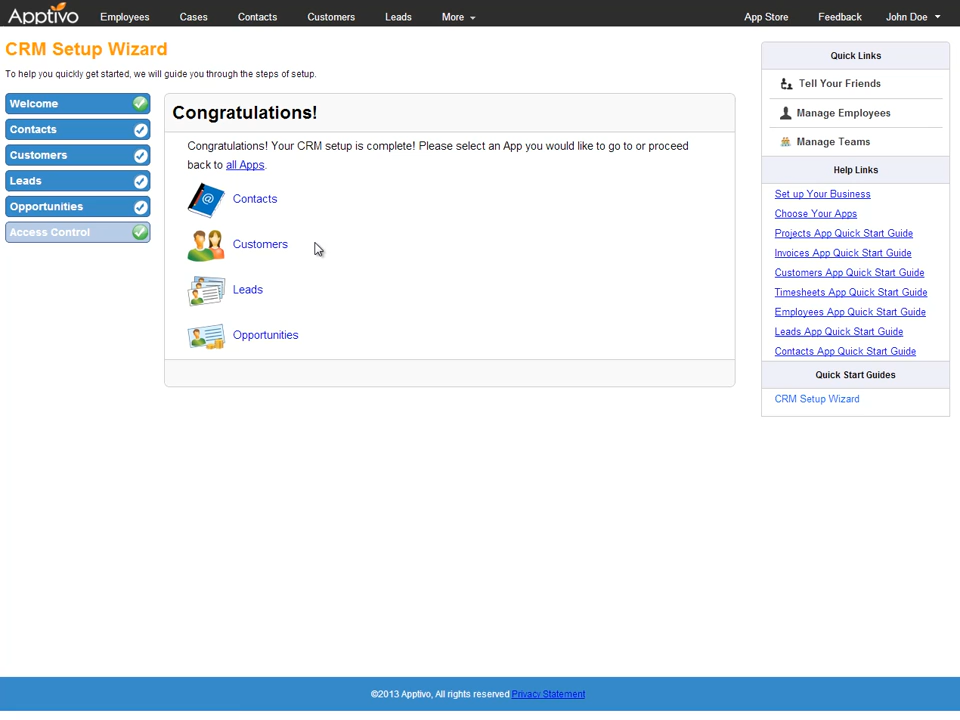 Apptivo Employees Cases Contacts Customers Leads More App Store Feedback John Doe
CRM Setup Wizard
To help you quickly get started, we will guide you through the steps of setup.
Welcome
Contacts
Customers
Leads
Opportunities
Access Control
Congratulations!
Congratulations! Your CRM setup is complete! Please select an App you would like to go to or proceed
back to all Apps.
Contacts
Customers
Leads
Opportunities
Quick Links
Tell Your Friends
Manage Employees
Manage Teams
Help Links
Set up Your Business
Choose Your Apps
Projects App Quick Start Guide
Invoices App Quick Start Guide
Customers App Quick Start Guide
Timesheets App Quick Start Guide
Employees App Quick Start Guide
Leads App Quick Start Guide
Contacts App Quick Start Guide
Quick Start Guides
CRM Setup Wizard
©2013 Apptivo, All rights reserved Privacy Statement